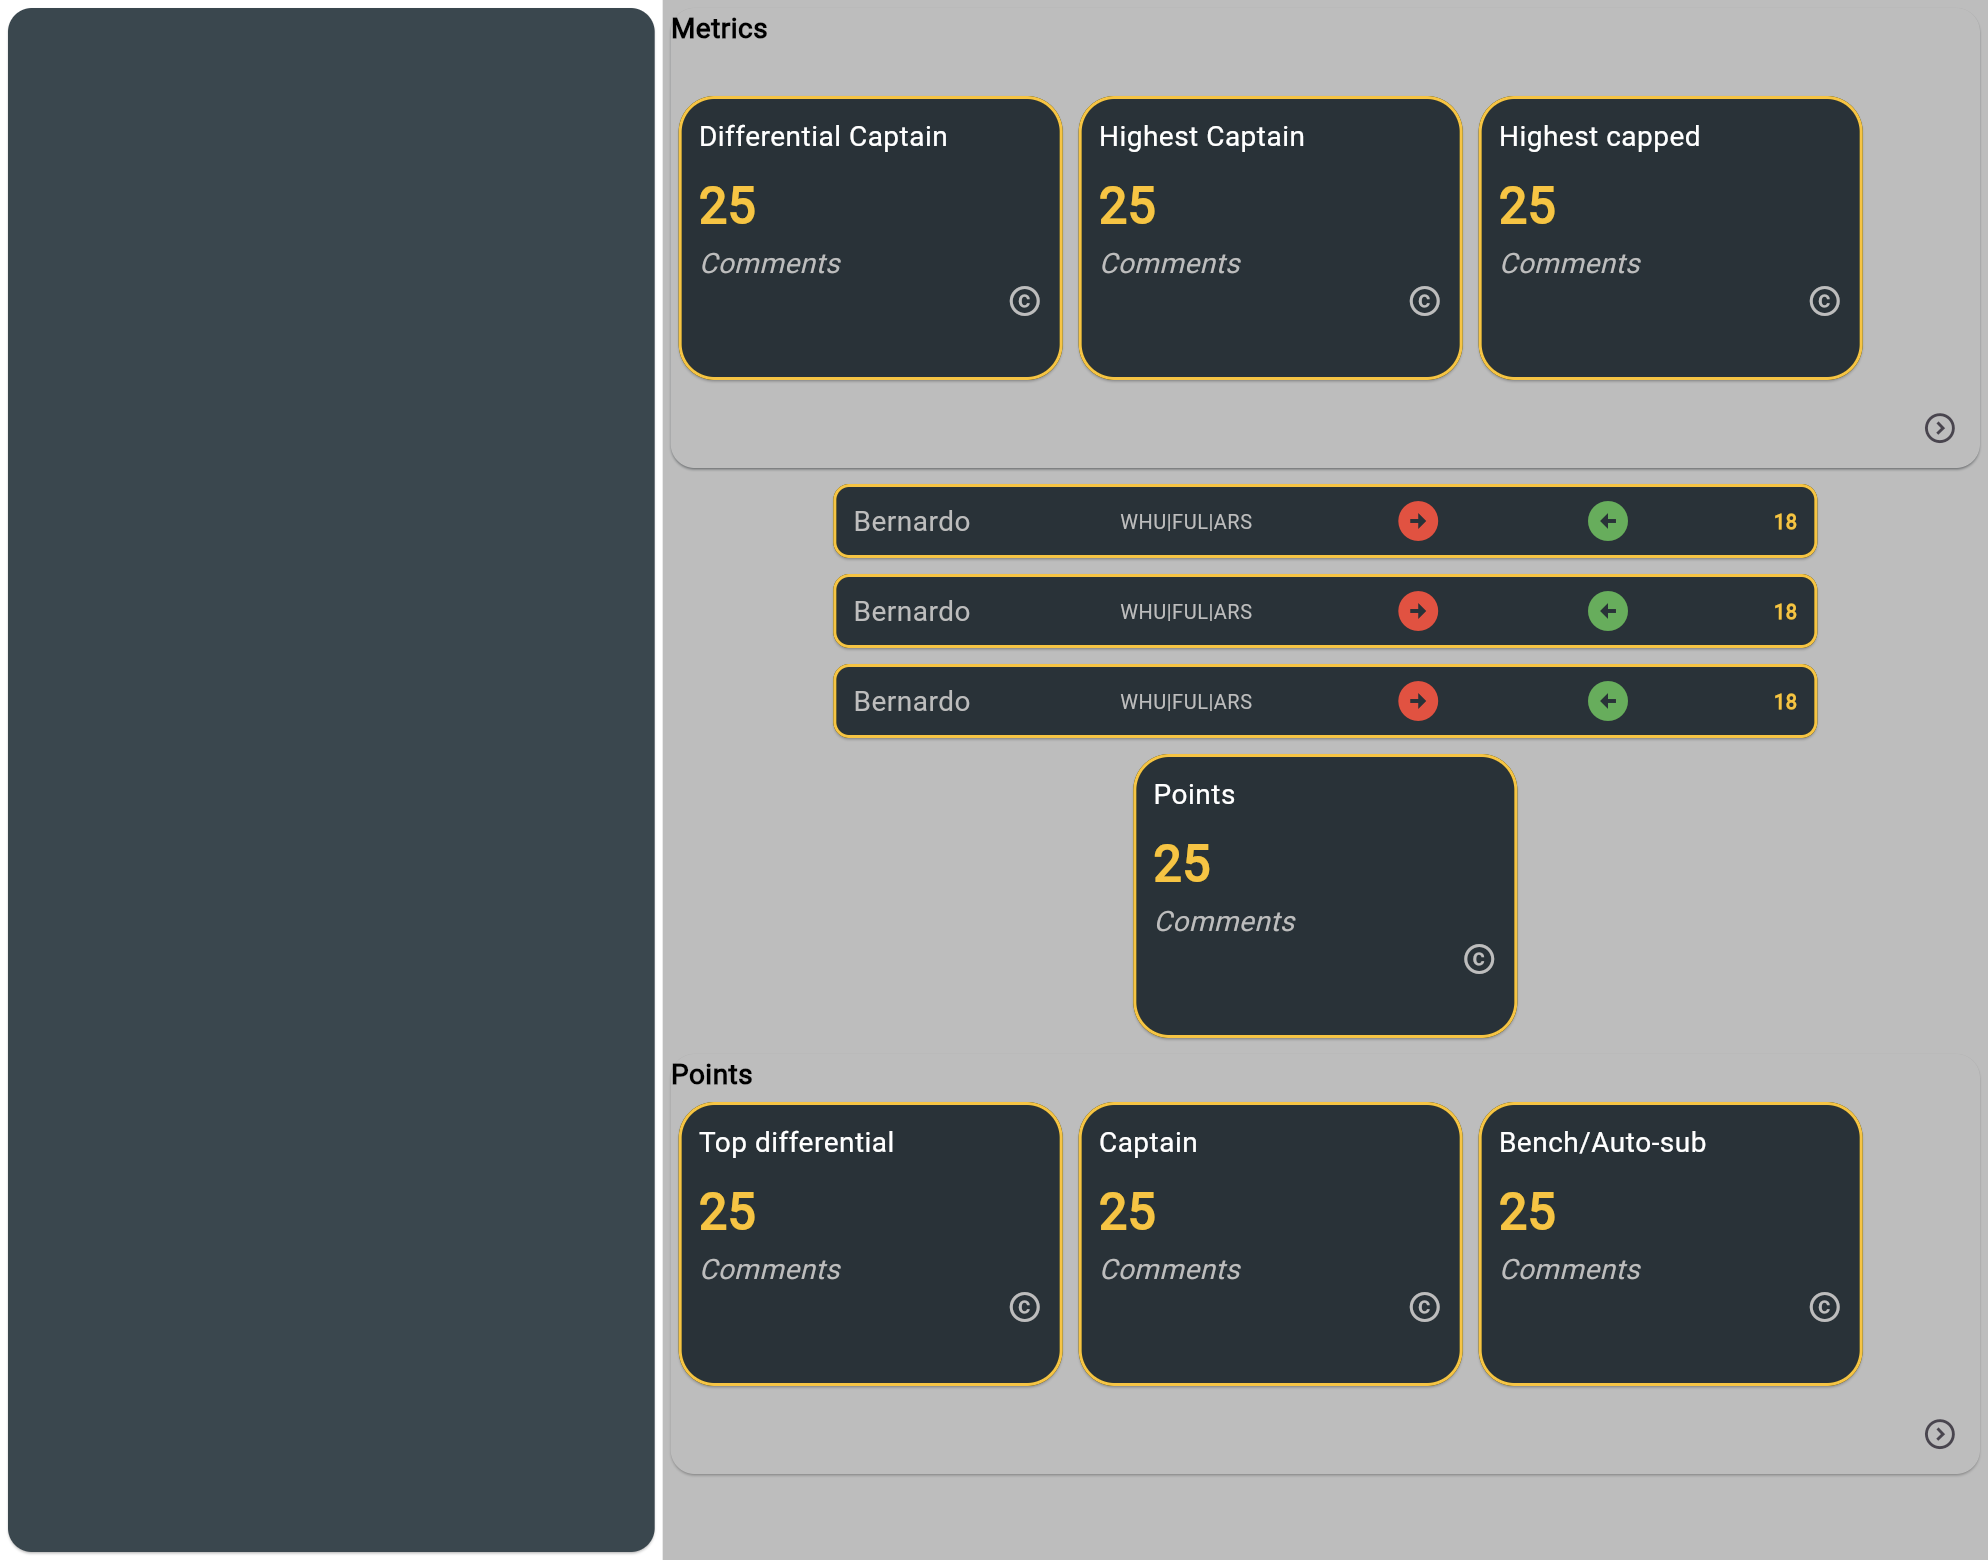 Metrics
Differential Captain
25
Comments
C
Highest Captain
25
Comments
C
Highest capped
25
Comments
C
Bernardo WHU|FUL|ARS 18
Bernardo WHU|FUL|ARS 18
Bernardo WHU|FUL|ARS 18
Points
25
Comments
C
Points
Top differential
25
Comments
C
Captain
25
Comments
C
Bench/Auto-sub
25
Comments
C